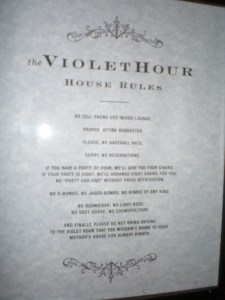 the VIOLET HOUR
HOUSE RULES
NO CELL PHONE USE INSIDE LOUNGE.
PROPER ATTIRE REQUESTED.
PLEASE, NO BASEBALL HATS.
SORRY, NO RESERVATIONS.
IF YOU HAVE A PARTY OF FOUR, WE'LL GIVE YOU FOUR CHAIRS.
IF YOUR PARTY IS EIGHT, WE'LL ARRANGE EIGHT CHAIRS FOR YOU.
NO "PARTY ADD-ONS" WITHOUT PRIOR NOTIFICATION.
NO O-BOMBS. NO JAGER-BOMBS. NO BOMBS OF ANY KIND.
NO BUDWEISER. NO LIGHT BEER.
NO GREY GOOSE. NO COSMOPOLITANS.
AND FINALLY, PLEASE DO NOT BRING ANYONE
TO THE VIOLET HOUR THAT YOU WOULDN'T BRING TO YOUR
MOTHER'S HOUSE FOR SUNDAY DINNER.